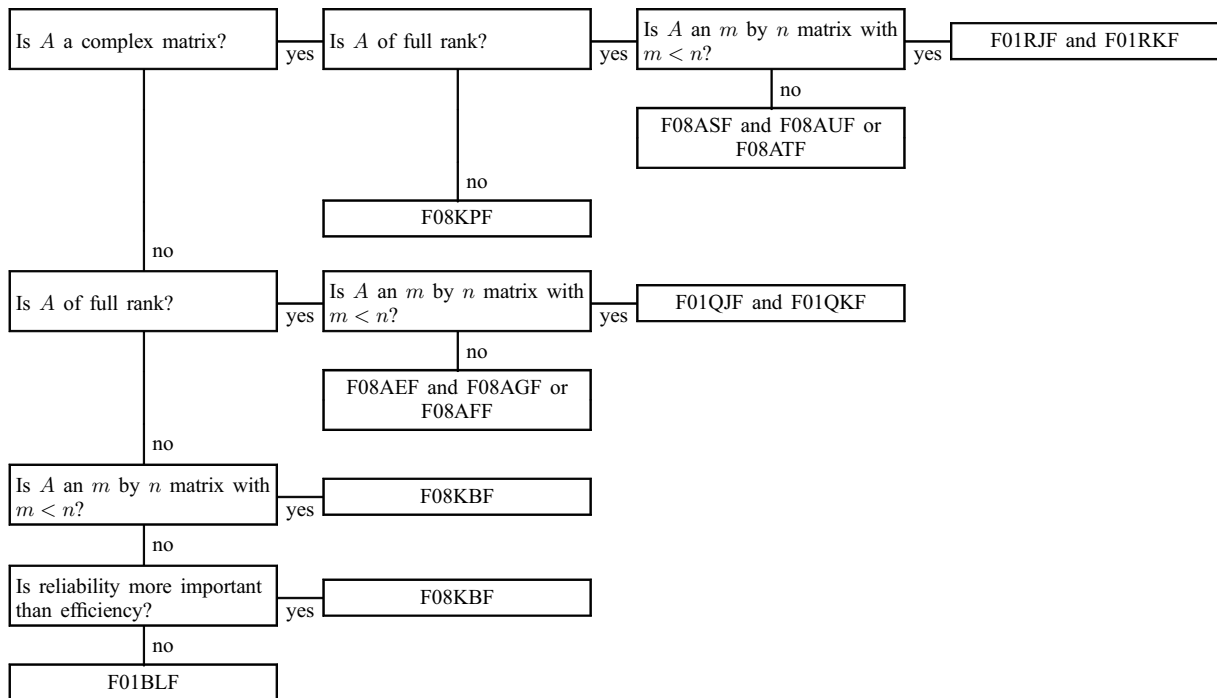 Is A a complex matrix?
yes
Is A of full rank?
yes
Is A an m by n matrix with
m < n?
yes
F01RJF and F01RKF
no
F08ASF and F08AUF or
F08ATF
no
F08KPF
no
Is A of full rank?
yes
Is A an m by n matrix with
m < n?
yes
F01QJF and F01QKF
no
F08AEF and F08AGF or
F08AFF
no
Is A an m by n matrix with
m < n?
yes
F08KBF
no
Is reliability more important
than efficiency?
yes
F08KBF
no
F01BLF